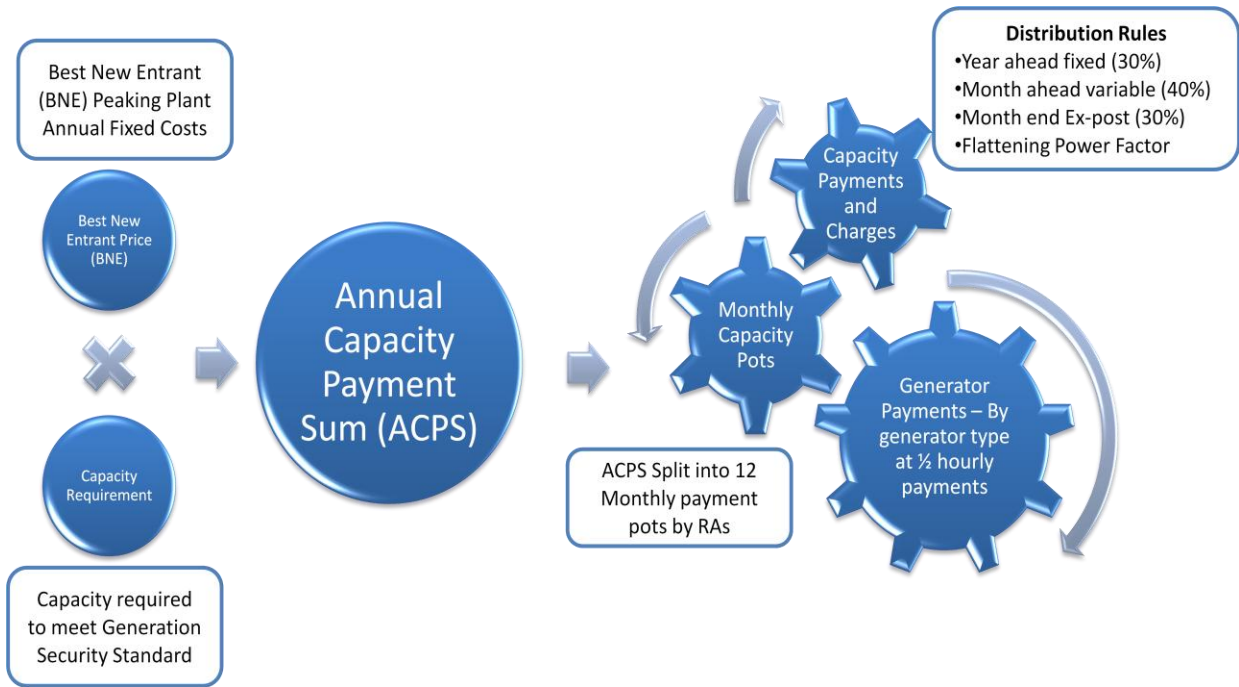 Best New Entrant
(BNE) Peaking Plant
Annual Fixed Costs
Best New
Entrant Price
(BNE)
Capacity
Requirement
Capacity required
to meet Generation
Security Standard
Annual
Capacity
Payment
Sum (ACPS)
ACPS Split into 12
Monthly payment
pots by RAs
Monthly
Capacity
Pots
Capacity
Payments
and
Charges
Generator
Payments – By
generator type
at ½ hourly
payments
Distribution Rules
•Year ahead fixed (30%)
•Month ahead variable (40%)
•Month end Ex-post (30%)
•Flattening Power Factor